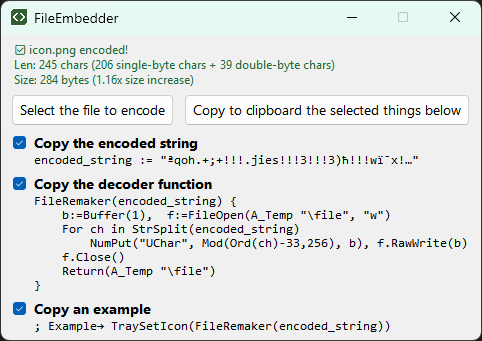 FileEmbedder
☑ icon.png encoded!
Len: 245 chars (206 single-byte chars + 39 double-byte chars)
Size: 284 bytes (1.16x size increase)
Select the file to encode
Copy to clipboard the selected things below
Copy the encoded string
encoded_string := "ªqoh.+;+!!!.jies!!!3!!!3)ħ!!!wï¯x!…"
Copy the decoder function
FileRemaker(encoded_string) {
    b:=Buffer(1),  f:=FileOpen(A_Temp "\file", "w")
    For ch in StrSplit(encoded_string)
        NumPut("UChar", Mod(Ord(ch)-33,256), b), f.RawWrite(b)
    f.Close()
    Return(A_Temp "\file")
}
Copy an example
; Example→ TraySetIcon(FileRemaker(encoded_string))